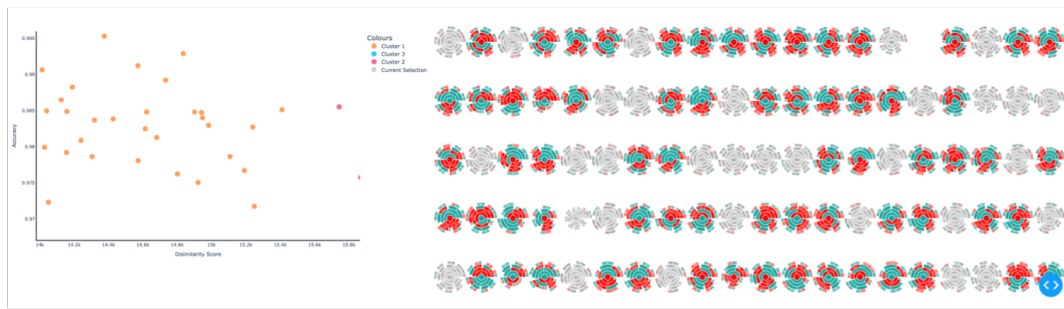 Colours
Cluster 1
Cluster 3
Cluster 2
Current Selection
0.995
0.99
0.985
0.98
0.975
0.97
Accuracy
14k 14.2k 14.4k 14.6k 14.8k 15k 15.2k 15.4k 15.6k 15.8k
Disimilarity Score